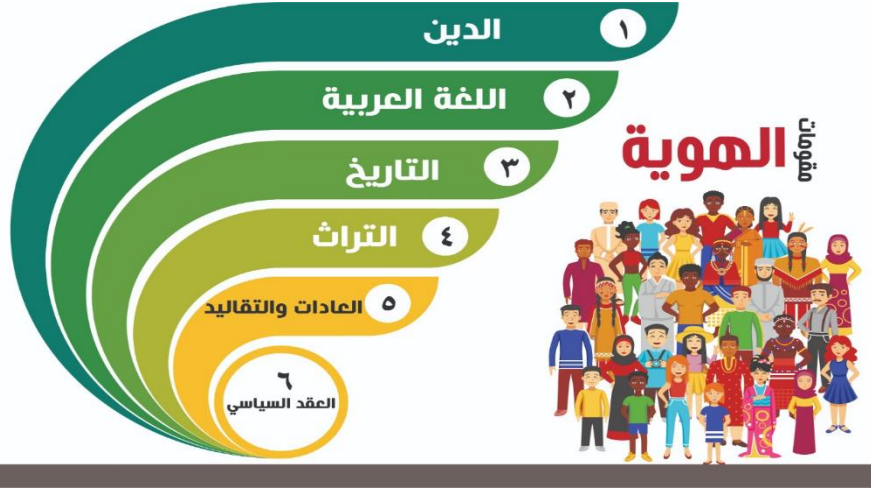 مقومات
الهوية
١ الدين
٢ اللغة العربية
٣ التاريخ
٤ التراث
٥ العادات والتقاليد
٦
العقد السياسي